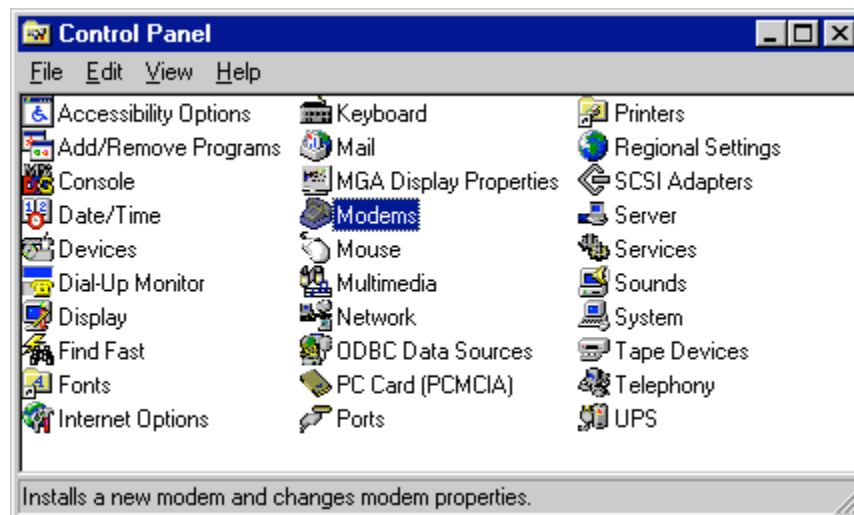 Control Panel
File Edit View Help
Accessibility Options Keyboard Printers
Add/Remove Programs Mail Regional Settings
Console MGA Display Properties SCSI Adapters
Date/Time Modems Server
Devices Mouse Services
Dial-Up Monitor Multimedia Sounds
Display Network System
Find Fast ODBC Data Sources Tape Devices
Fonts PC Card (PCMCIA) Telephony
Internet Options Ports UPS
Installs a new modem and changes modem properties.